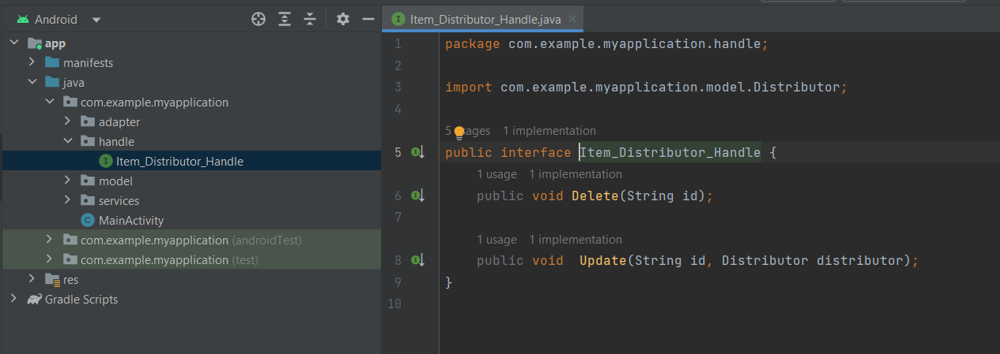 Android
app
manifests
java
com.example.myapplication
adapter
handle
Item_Distributor_Handle
model
services
MainActivity
com.example.myapplication (androidTest)
com.example.myapplication (test)
res
Gradle Scripts
Item_Distributor_Handle.java
1 package com.example.myapplication.handle;
2
3 import com.example.myapplication.model.Distributor;
4
5 usages 1 implementation
5 public interface Item_Distributor_Handle {
1 usage 1 implementation
6 public void Delete(String id);
7
1 usage 1 implementation
8 public void Update(String id, Distributor distributor);
9 }
10